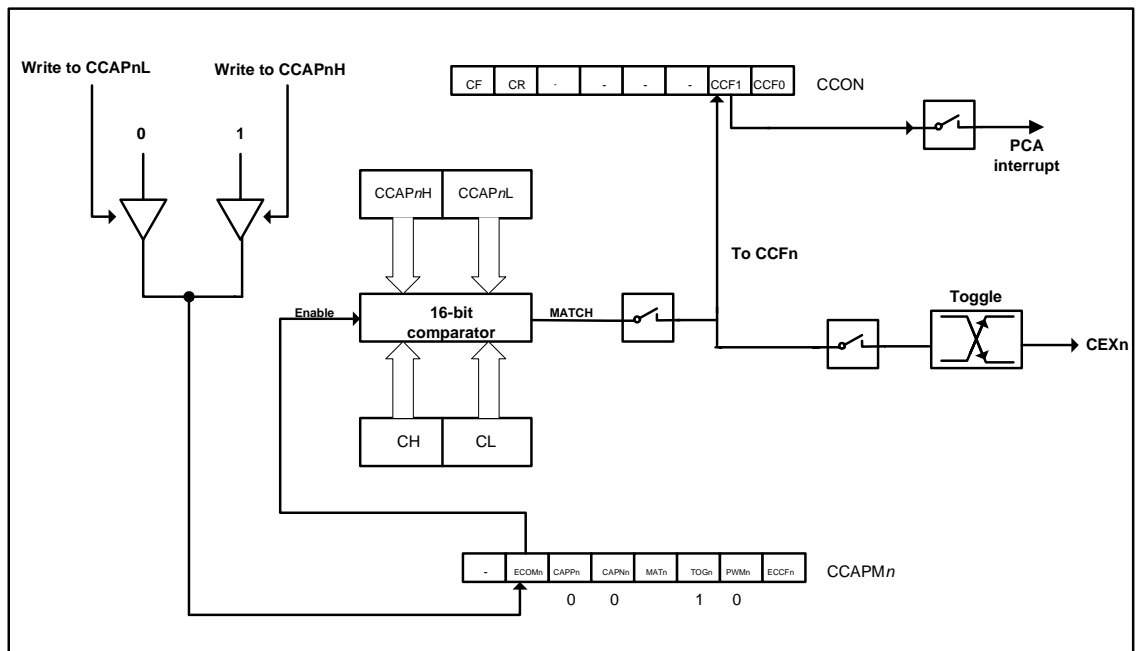 Write to CCAPnL
Write to CCAPnH
0
1
CF CR - - - - CCF1 CCF0 CCON
PCA
interrupt
CCAPnH CCAPnL
To CCFn
Enable
16-bit
comparator
MATCH
Toggle
CEXn
CH CL
- ECOMn CAPPn CAPNn MATn TOGn PWMn ECCFn CCAPMn
0 0 1 0